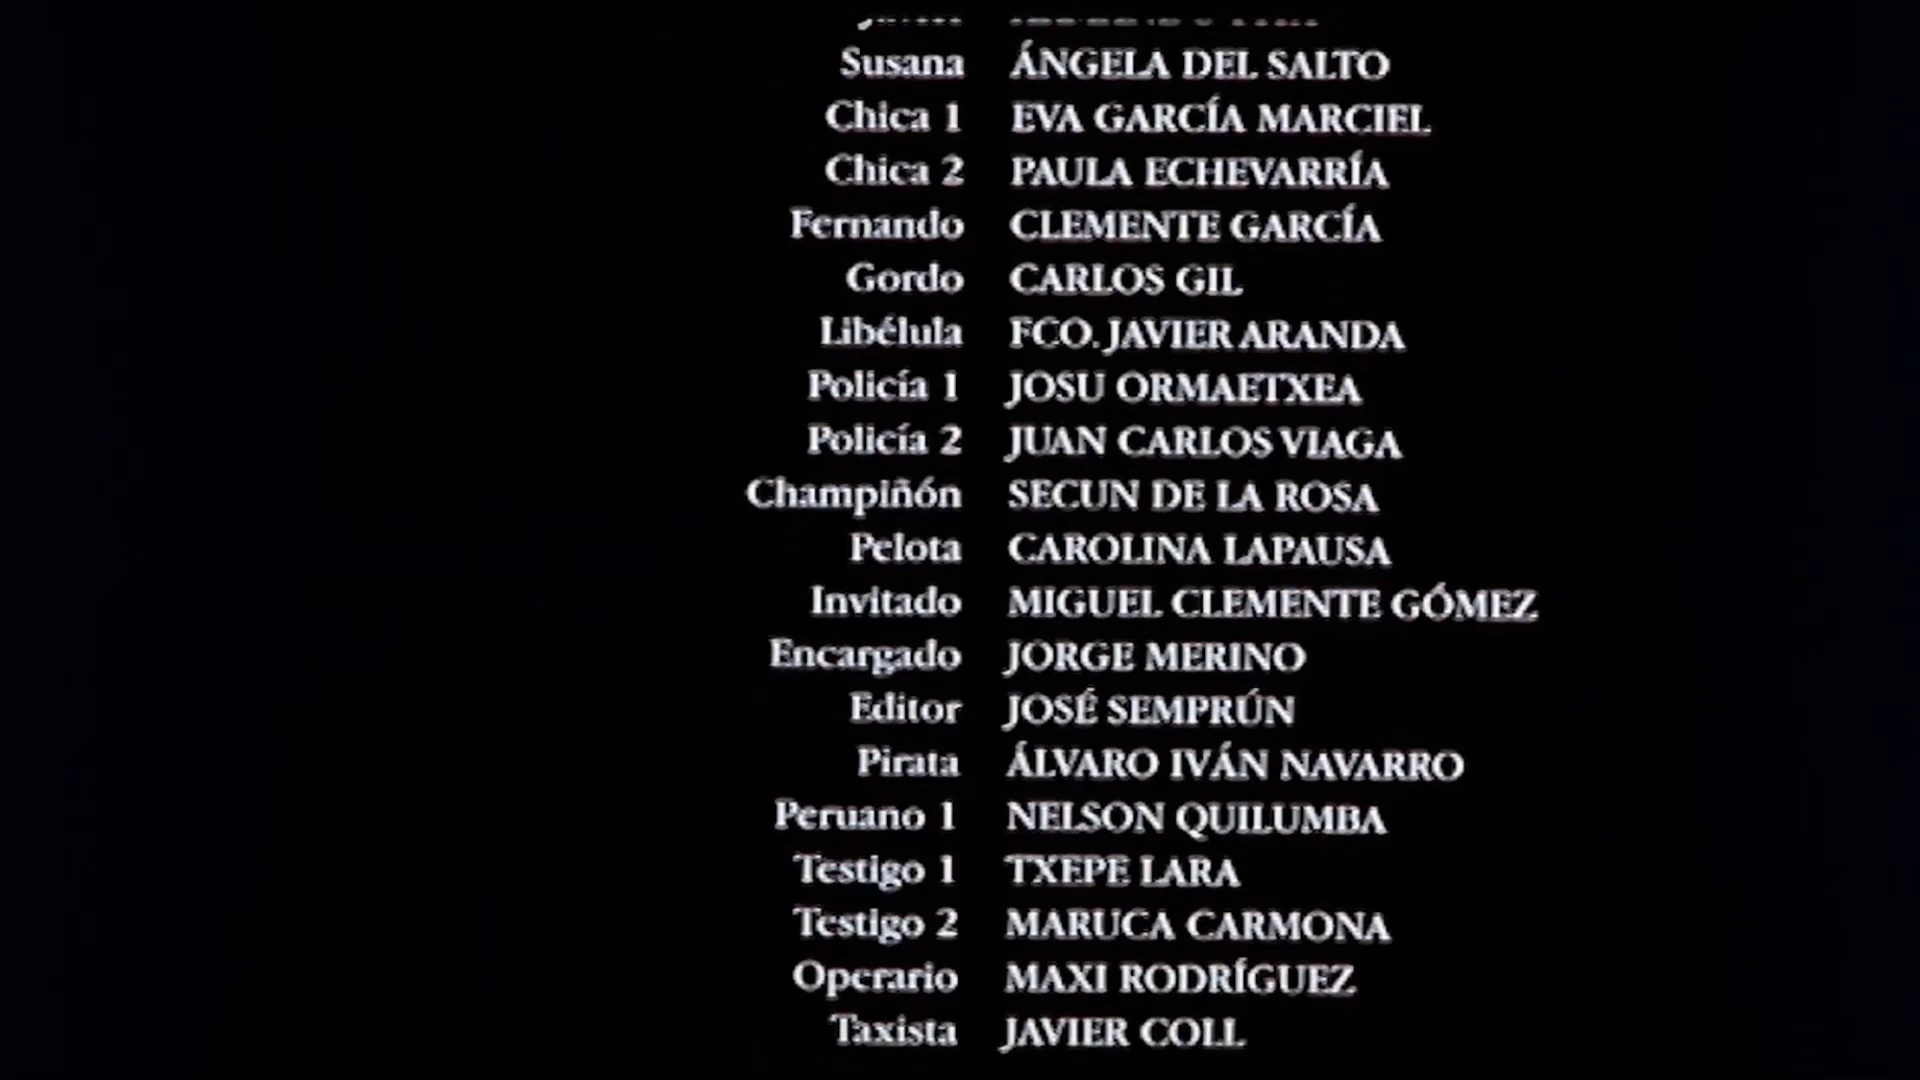 Susana ÁNGELA DEL SALTO
Chica 1 EVA GARCÍA MARCIEL
Chica 2 PAULA ECHEVARRÍA
Fernando CLEMENTE GARCÍA
Gordo CARLOS GIL
Libélula FCO. JAVIER ARANDA
Policía 1 JOSU ORMAETXEA
Policía 2 JUAN CARLOS VIAGA
Champiñón SECUN DE LA ROSA
Pelota CAROLINA LAPAUSA
Invitado MIGUEL CLEMENTE GÓMEZ
Encargado JORGE MERINO
Editor JOSÉ SEMPRÚN
Pirata ÁLVARO IVÁN NAVARRO
Peruano 1 NELSON QUILUMBA
Testigo 1 TXEPE LARA
Testigo 2 MARUCA CARMONA
Operario MAXI RODRÍGUEZ
Taxista JAVIER COLL